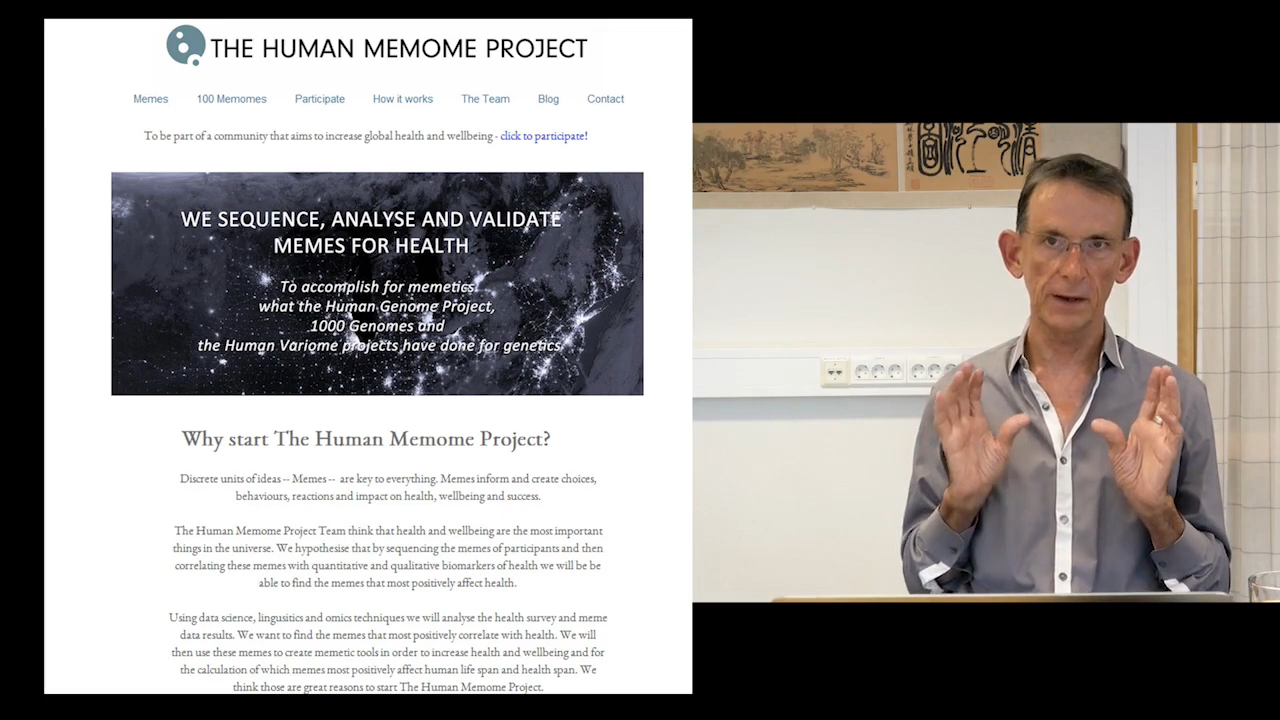 THE HUMAN MEMOME PROJECT
Memes 100 Memomes Participate How it works The Team Blog Contact
To be part of a community that aims to increase global health and wellbeing - click to participate!
WE SEQUENCE, ANALYSE AND VALIDATE
MEMES FOR HEALTH
To accomplish for memetics
what the Human Genome Project,
1000 Genomes and
the Human Variome projects have done for genetics
Why start The Human Memome Project?
Discrete units of ideas -- Memes -- are key to everything. Memes inform and create choices,
behaviours, reactions and impact on health, wellbeing and success.
The Human Memome Project Team think that health and wellbeing are the most important
things in the universe. We hypothesise that by sequencing the memes of participants and then
correlating these memes with quantitative and qualitative biomarkers of health we will be be
able to find the memes that most positively affect health.
Using data science, lingusitics and omics techniques we will analyse the health survey and meme
data results. We want to find the memes that most positively correlate with health. We will
then use these memes to create memetic tools in order to increase health and wellbeing and for
the calculation of which memes most positively affect human life span and health span. We
think those are great reasons to start The Human Memome Project.